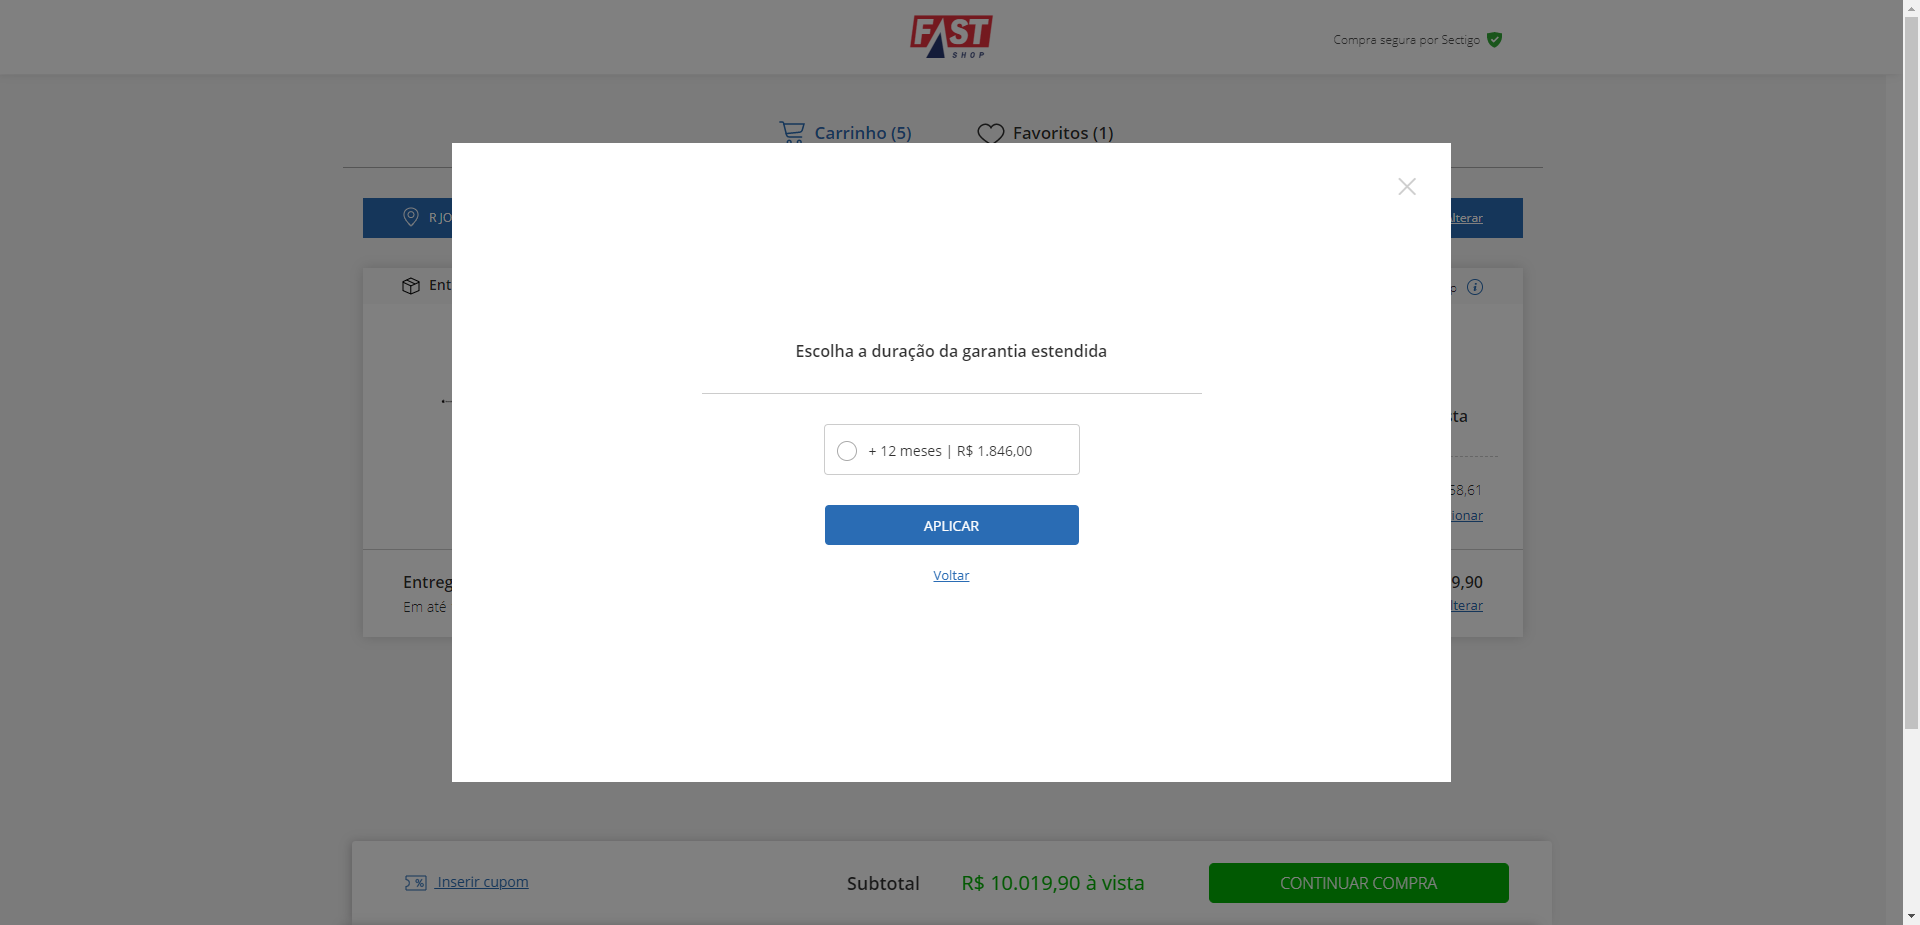 FAST
SHOP
Compra segura por Sectigo
Carrinho (5)
Favoritos (1)
R JO
Alterar
Ent
o
Escolha a duração da garantia estendida
sta
+ 12 meses | R$ 1.846,00
58,61
ionar
APLICAR
Voltar
Entreg
9,90
Em até
lterar
Inserir cupom
Subtotal
R$ 10.019,90 à vista
CONTINUAR COMPRA